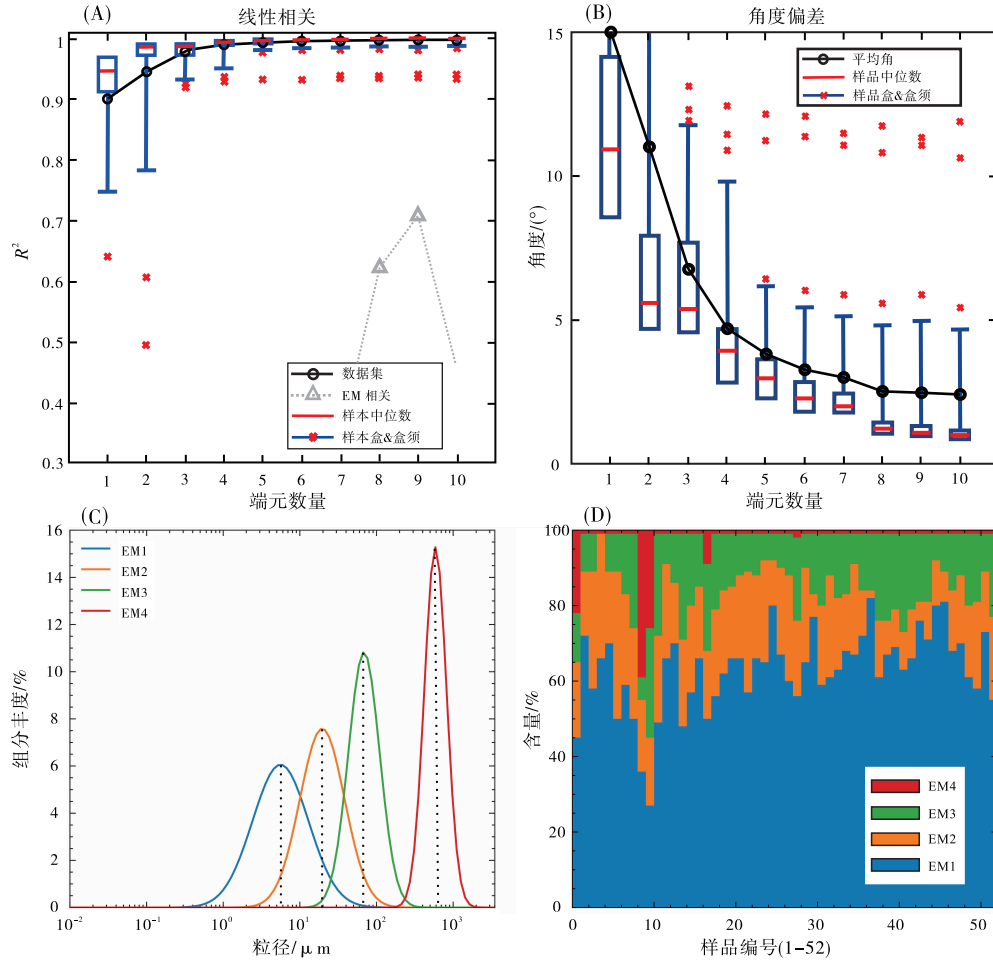 (A) 线性相关
1
0.9
0.8
0.7
0.6
0.5
0.4
0.3
R²
数据集
EM 相关
样本中位数
样本盒&盒须
1 2 3 4 5 6 7 8 9 10
端元数量
(B) 角度偏差
15
10
5
0
角度/(°)
平均角
样品中位数
样品盒&盒须
1 2 3 4 5 6 7 8 9 10
端元数量
(C)
16
14
12
10
8
6
4
2
0
组分丰度/%
EM1
EM2
EM3
EM4
10⁻² 10⁻¹ 10⁰ 10¹ 10² 10³
粒径/μm
(D)
100
80
60
40
20
0
含量/%
EM4
EM3
EM2
EM1
0 10 20 30 40 50
样品编号(1-52)